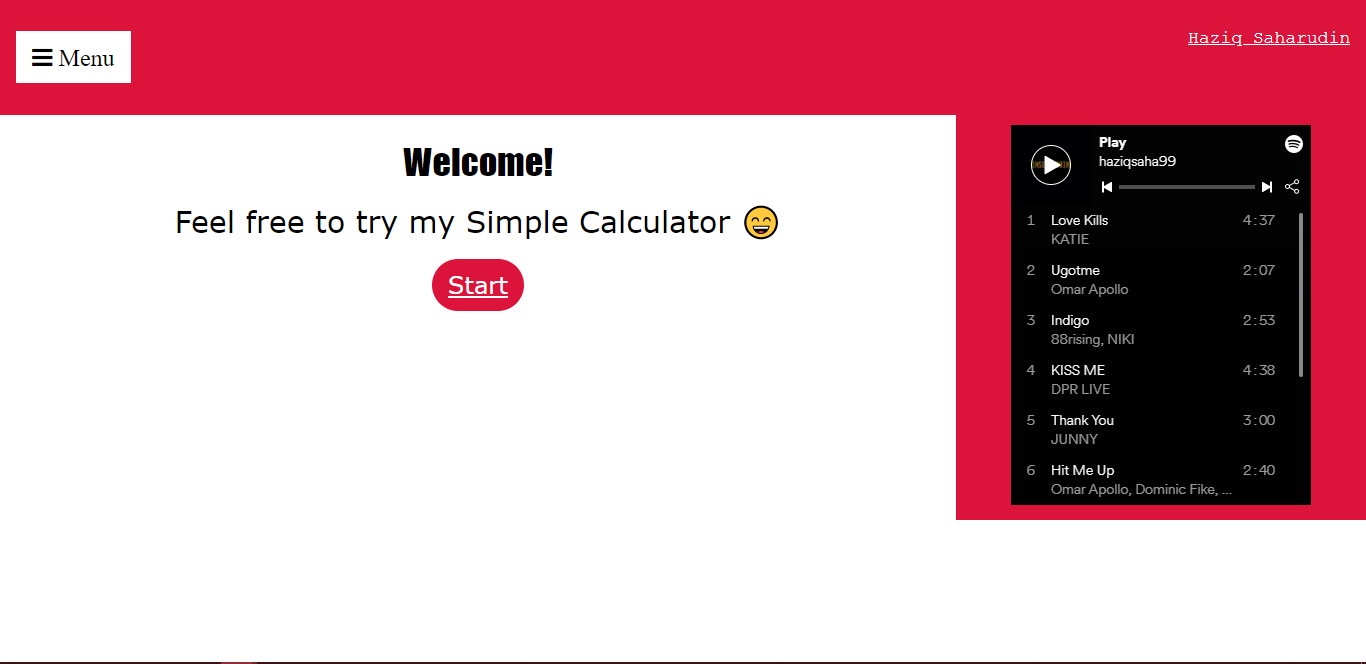 Menu
Haziq Saharudin
Welcome!
Feel free to try my Simple Calculator 😄
Start
Play
haziqsaha99
1 Love Kills 4:37
KATIE
2 Ugotme 2:07
Omar Apollo
3 Indigo 2:53
88rising, NIKI
4 KISS ME 4:38
DPR LIVE
5 Thank You 3:00
JUNNY
6 Hit Me Up 2:40
Omar Apollo, Dominic Fike, ...